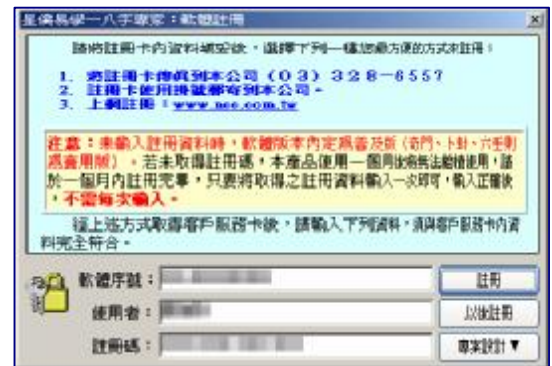 星僑易學－八字專家：軟體註冊
請將註冊卡內資料填妥後，選擇下列一種您最方便的方式來註冊：
1. 將註冊卡傳真到本公司 (03) 328-6557
2. 註冊卡使用掛號郵寄到本公司。
3. 上網註冊：www.ncc.com.tw
注意：未輸入註冊資料時，軟體版本內定為普及版（奇門、卜卦、六壬則
為專用版）。若未取得註冊碼，本產品使用一個月後將無法繼續使用，請
於一個月內註冊完畢，只要將取得之註冊資料輸入一次即可，輸入正確後
，不需每次輸入。
經上述方式取得客戶服務卡後，請輸入下列資料，須與客戶服務卡內資
料完全符合。
軟體序號：
註冊
使用者：
以後註冊
註冊碼：
專案設計▼